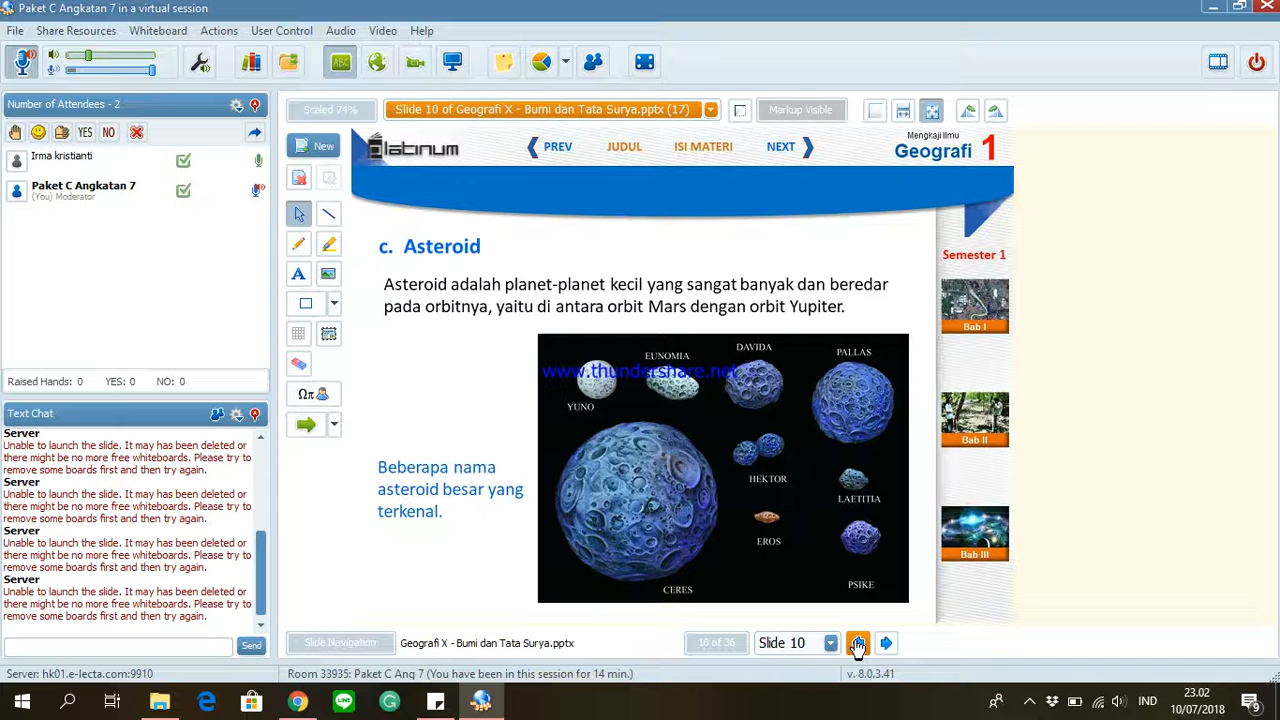 Paket C Angkatan 7 in a virtual session
File Share Resources Whiteboard Actions User Control Audio Video Help
Number of Attendees - 2
YES NO
Irma kristianti
Paket C Angkatan 7
(You) Moderator
Raised Hands: 0 YES: 0 NO: 0
Text Chat
Server
Unable to launch the slide. It may has been deleted or
there might be no more free whiteboards. Please try to
remove some boards first and then try again.
Server
Unable to launch the slide. It may has been deleted or
there might be no more free whiteboards. Please try to
remove some boards first and then try again.
Server
Unable to launch the slide. It may has been deleted or
there might be no more free whiteboards. Please try to
remove some boards first and then try again.
Server
Unable to launch the slide. It may has been deleted or
there might be no more free whiteboards. Please try to
remove some boards first and then try again.
Send
Scaled 74%
Slide 10 of Geografi X - Bumi dan Tata Surya.pptx (17)
Markup Visible
New
ABC
Ωπ
Platinum
PREV JUDUL ISI MATERI NEXT
Mengkaji Ilmu
Geografi 1
Semester 1
Bab I
Bab II
Bab III
c. Asteroid
Asteroid adalah planet-planet kecil yang sangat banyak dan beredar
pada orbitnya, yaitu di antara orbit Mars dengan orbit Yupiter.
Beberapa nama
asteroid besar yang
terkenal.
YUNO
EUNOMIA
DAVIDA
PALLAS
www.thundershare.net
HEKTOR
LAETITIA
EROS
CERES
PSIKE
Slide Navigation
Geografi X - Bumi dan Tata Surya.pptx
10 of 36
Slide 10
Server: hk01.e-lecta.com:9910
Room 33935: Paket C Ang 7 (You have been in this session for 14 min.)
v. 8.0.3.41
IND
23.02
10/07/2018
9